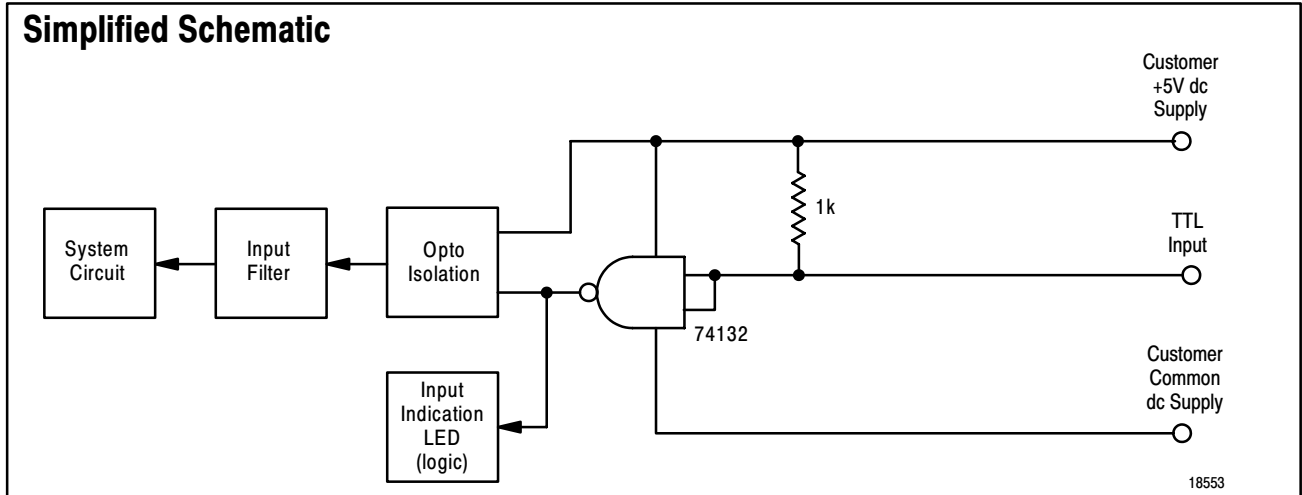 Simplified Schematic
Customer
+5V dc
Supply
1k
TTL
Input
System
Circuit
Input
Filter
Opto
Isolation
74132
Customer
Common
dc Supply
Input
Indication
LED
(logic)
18553